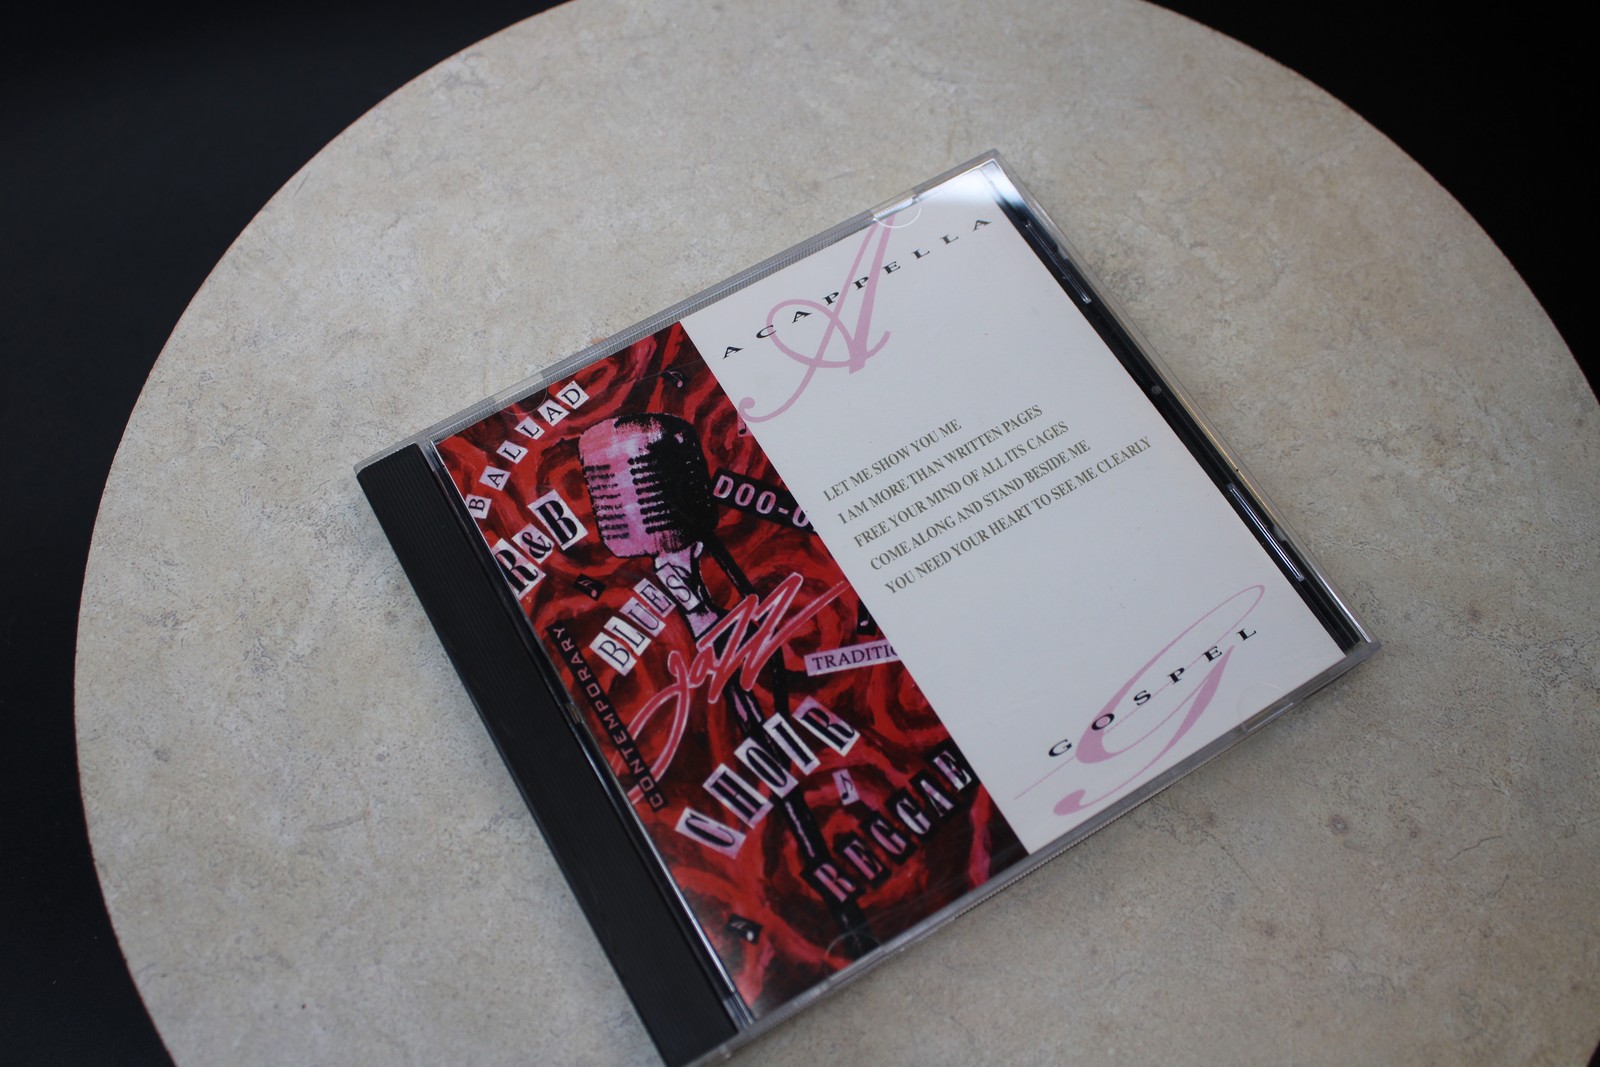 ACAPPELLA
A
LET ME SHOW YOU ME
I AM MORE THAN WRITTEN PAGES
FREE YOUR MIND OF ALL ITS CAGES
COME ALONG AND STAND BESIDE ME
YOU NEED YOUR HEART TO SEE ME CLEARLY
GOSPEL
G
BALLAD
R&B
DOO-
BLUES
Jazz
CONTEMPORARY
TRADITIO
CHOIR
REGGAE